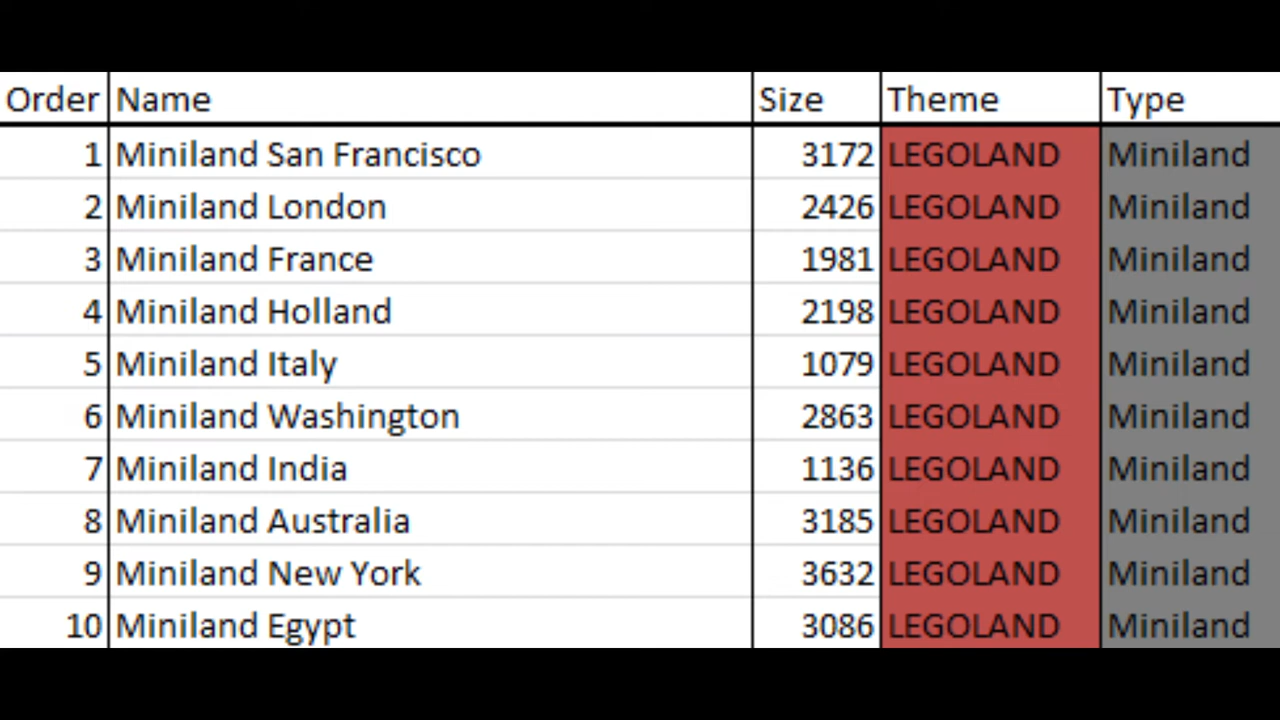 Order Name Size Theme Type
1 Miniland San Francisco 3172 LEGOLAND Miniland
2 Miniland London 2426 LEGOLAND Miniland
3 Miniland France 1981 LEGOLAND Miniland
4 Miniland Holland 2198 LEGOLAND Miniland
5 Miniland Italy 1079 LEGOLAND Miniland
6 Miniland Washington 2863 LEGOLAND Miniland
7 Miniland India 1136 LEGOLAND Miniland
8 Miniland Australia 3185 LEGOLAND Miniland
9 Miniland New York 3632 LEGOLAND Miniland
10 Miniland Egypt 3086 LEGOLAND Miniland